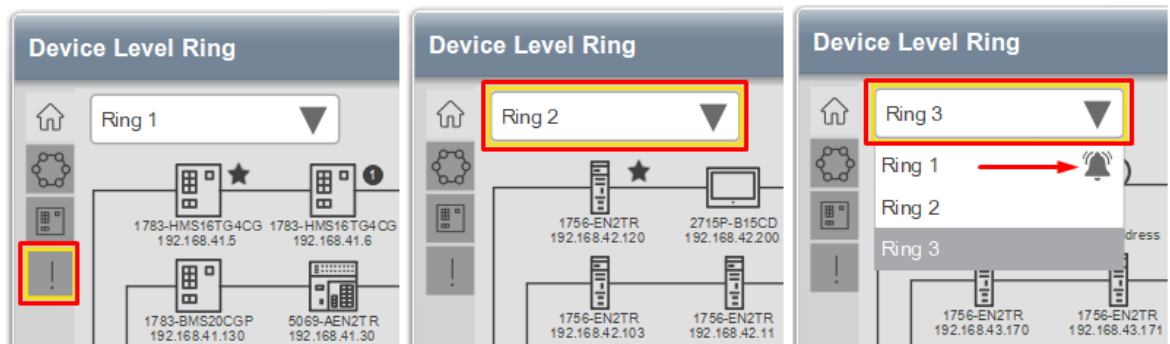 Device Level Ring
Ring 1
1
1783-HMS16TG4CG 1783-HMS16TG4CG
192.168.41.5 192.168.41.6
!
1783-BMS20CGP 5069-AEN2TR
192.168.41.130 192.168.41.30
Device Level Ring
Ring 2
1756-EN2TR 2715P-B15CD
192.168.42.120 192.168.42.200
!
1756-EN2TR 1756-EN2TR
192.168.42.103 192.168.42.11
Device Level Ring
Ring 3
Ring 1
Ring 2
dress
Ring 3
!
1756-EN2TR 1756-EN2TR
192.168.43.170 192.168.43.171